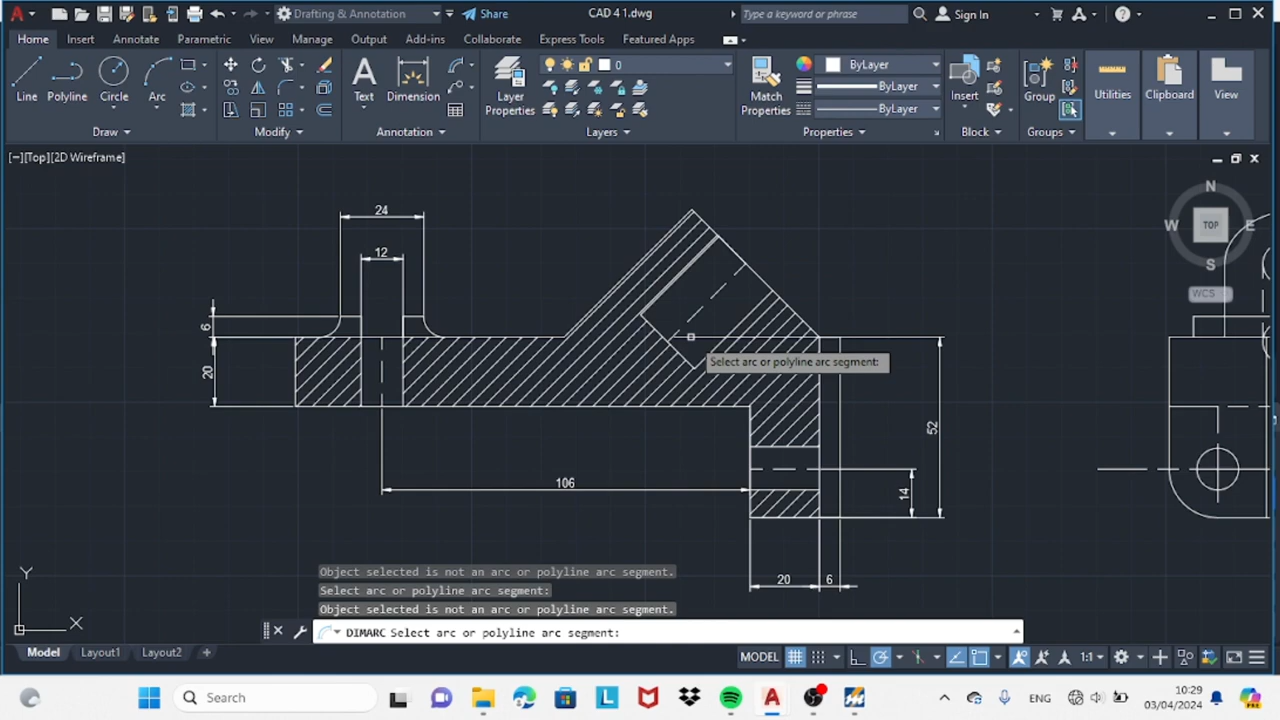 Drafting & Annotation
Share
CAD 4 1.dwg
Type a keyword or phrase
Sign In
Home Insert Annotate Parametric View Manage Output Add-ins Collaborate Express Tools Featured Apps
0
ByLayer
ByLayer
ByLayer
Line Polyline Circle Arc
Text Dimension
Layer Properties
Match Properties
Insert
Group
Utilities
Clipboard
View
Draw Modify Annotation Layers Properties Block Groups
[−][Top][2D Wireframe]
N
W TOP E
S
WCS
24
12
6
20
106
52
14
20 6
Select arc or polyline arc segment:
Object selected is not an arc or polyline arc segment.
Select arc or polyline arc segment:
Object selected is not an arc or polyline arc segment.
DIMARC Select arc or polyline arc segment:
Y
X
Model Layout1 Layout2 +
MODEL
1:1
Search
ENG
10:29
03/04/2024